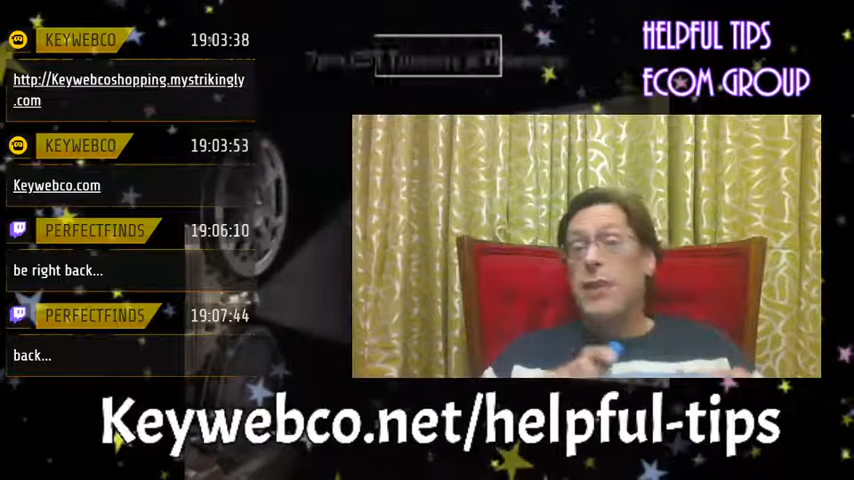 KEYWEBCO 19:03:38
http://Keywebcoshopping.mystrikingly
.com
KEYWEBCO 19:03:53
Keywebco.com
PERFECTFINDS 19:06:10
be right back...
PERFECTFINDS 19:07:44
back...
HELPFUL TIPS
ECOM GROUP
Keywebco.net/helpful-tips